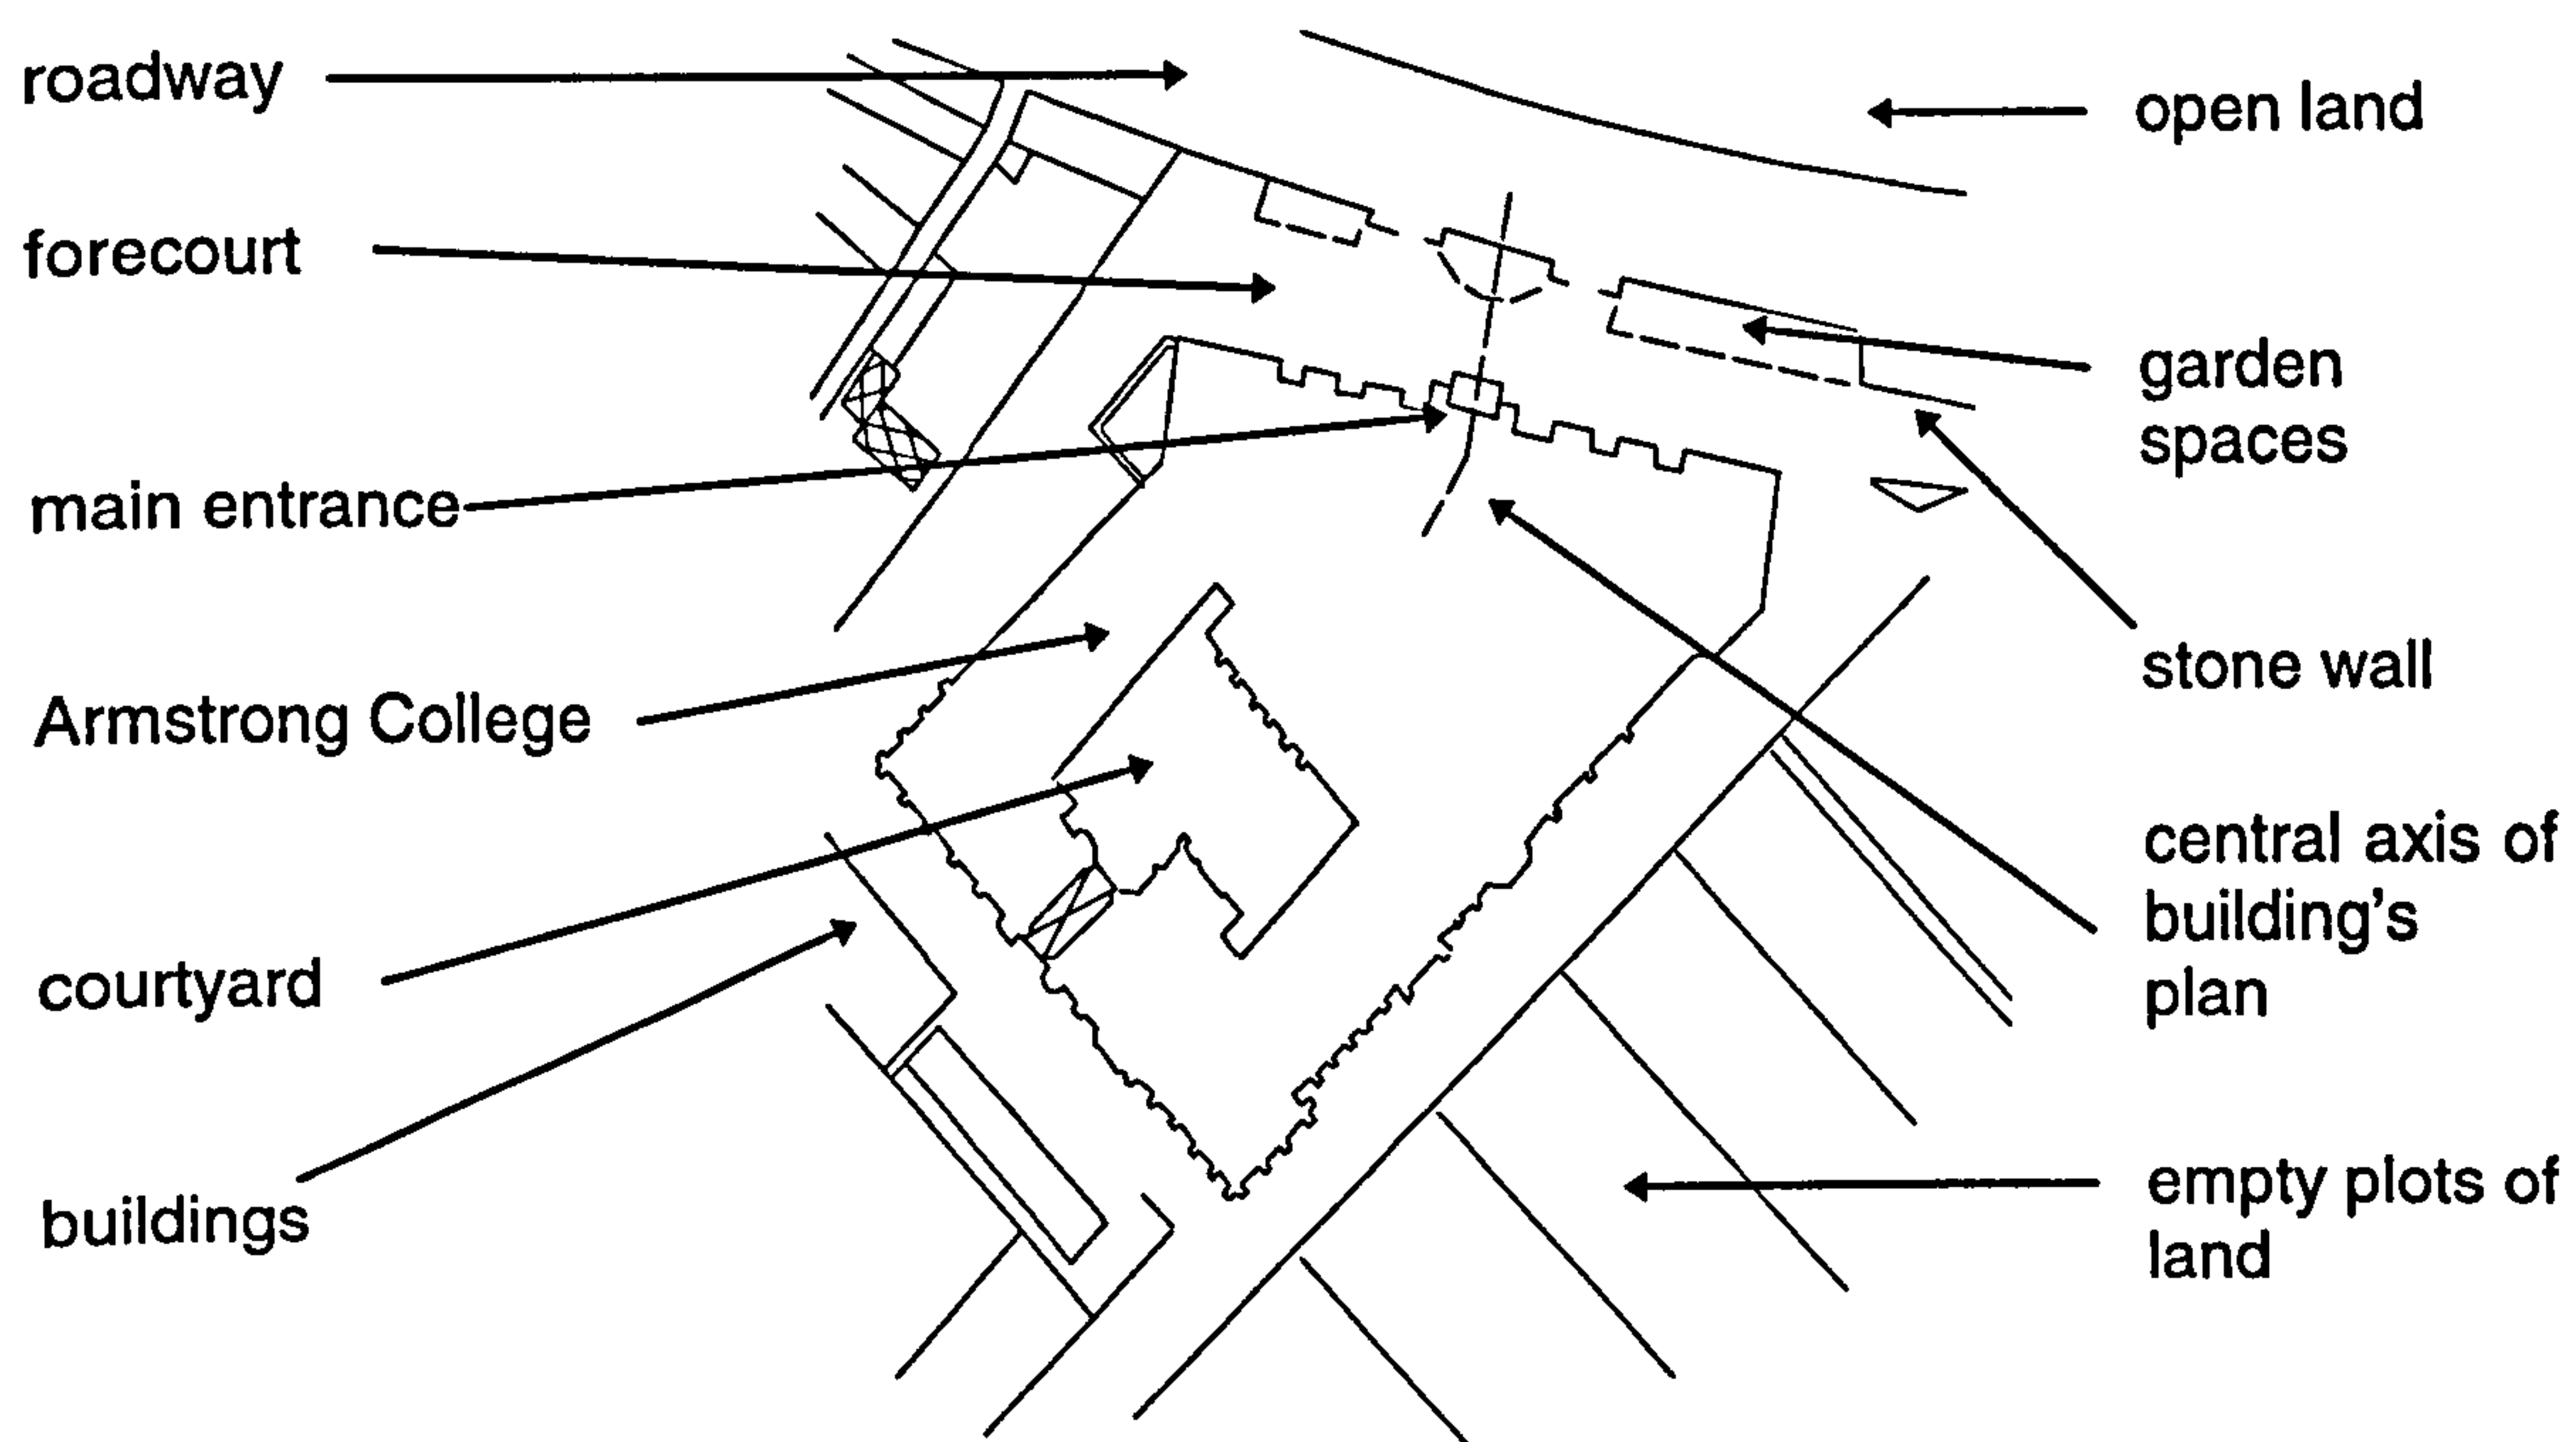 roadway
forecourt
main entrance
Armstrong College
courtyard
buildings
open land
garden
spaces
stone wall
central axis of
building's
plan
empty plots of
land